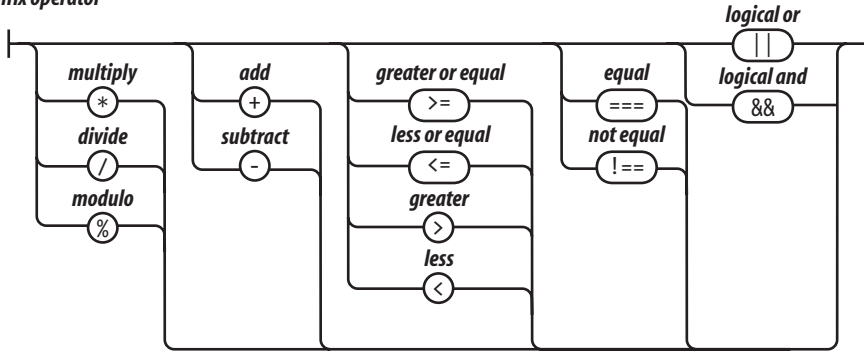 operator
multiply
*
divide
/
modulo
%
add
+
subtract
-
greater or equal
>=
less or equal
<=
greater
>
less
<
equal
===
not equal
!==
logical or
||
logical and
&&